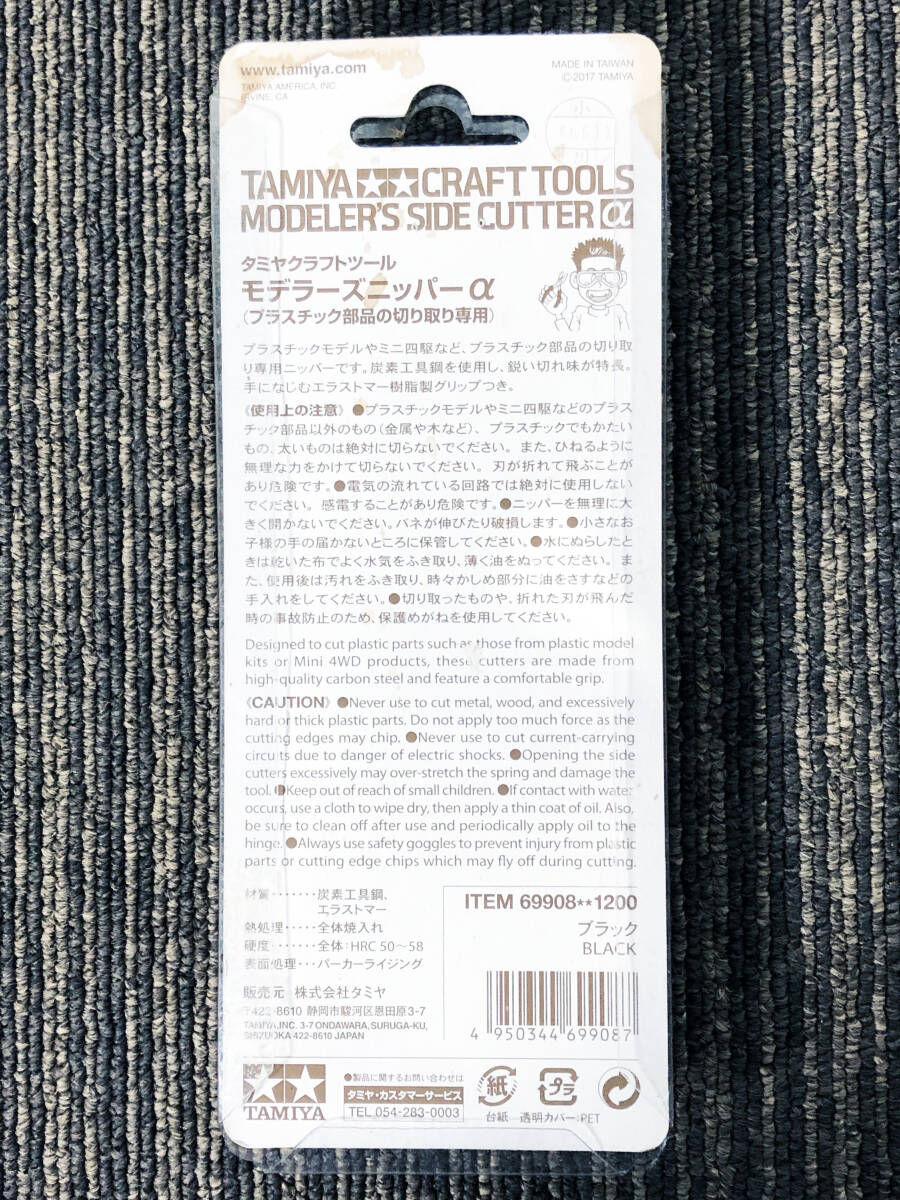 www.tamiya.com
TAMIYA AMERICA, INC.
IRVINE, CA
MADE IN TAIWAN
©2017 TAMIYA
小
TAMIYA★★CRAFT TOOLS
MODELER'S SIDE CUTTER α
タミヤクラフトツール
モデラーズニッパーα
(プラスチック部品の切り取り専用)
プラスチックモデルやミニ四駆など、プラスチック部品の切り取
り専用ニッパーです。炭素工具鋼を使用し、鋭い切れ味が特長。
手になじむエラストマー樹脂製グリップつき。
《使用上の注意》●プラスチックモデルやミニ四駆などのプラス
チック部品以外のもの(金属や木など)、プラスチックでもかたい
もの、太いものは絶対に切らないでください。また、ひねるように
無理な力をかけて切らないでください。刃が折れて飛ぶことが
あり危険です。●電気の流れている回路では絶対に使用しない
でください。感電することがあり危険です。●ニッパーを無理に大
きく開かないでください。バネが伸びたり破損します。●小さなお
子様の手の届かないところに保管してください。●水にぬらしたと
きは乾いた布でよく水気をふき取り、薄く油をぬってください。ま
た、使用後は汚れをふき取り、時々かしめ部分に油をさすなどの
手入れをしてください。●切り取ったものや、折れた刃が飛んだ
時の事故防止のため、保護めがねを使用してください。
Designed to cut plastic parts such as those from plastic model
kits or Mini 4WD products, these cutters are made from
high-quality carbon steel and feature a comfortable grip.
《CAUTION》●Never use to cut metal, wood, and excessively
hard or thick plastic parts. Do not apply too much force as the
cutting edges may chip. ●Never use to cut current-carrying
circuits due to danger of electric shocks. ●Opening the side
cutters excessively may over-stretch the spring and damage the
tool. ●Keep out of reach of small children. ●If contact with water
occurs, use a cloth to wipe dry, then apply a thin coat of oil. Also,
be sure to clean off after use and periodically apply oil to the
hinge. ●Always use safety goggles to prevent injury from plastic
parts or cutting edge chips which may fly off during cutting.
材質・・・・・・・炭素工具鋼、
エラストマー
熱処理・・・・・全体焼入れ
硬度・・・・・・・全体:HRC 50〜58
表面処理・・・パーカーライジング
販売元 株式会社タミヤ
〒422-8610 静岡市駿河区恩田原3-7
TAMIYA, INC. 3-7 ONDAWARA, SURUGA-KU,
SHIZUOKA 422-8610 JAPAN
ITEM 69908**1200
ブラック
BLACK
4 950344 699087
TAMIYA
●製品に関するお問い合わせは
タミヤ・カスタマーサービス
TEL 054-283-0003
紙
台紙
プラ
透明カバー:PET